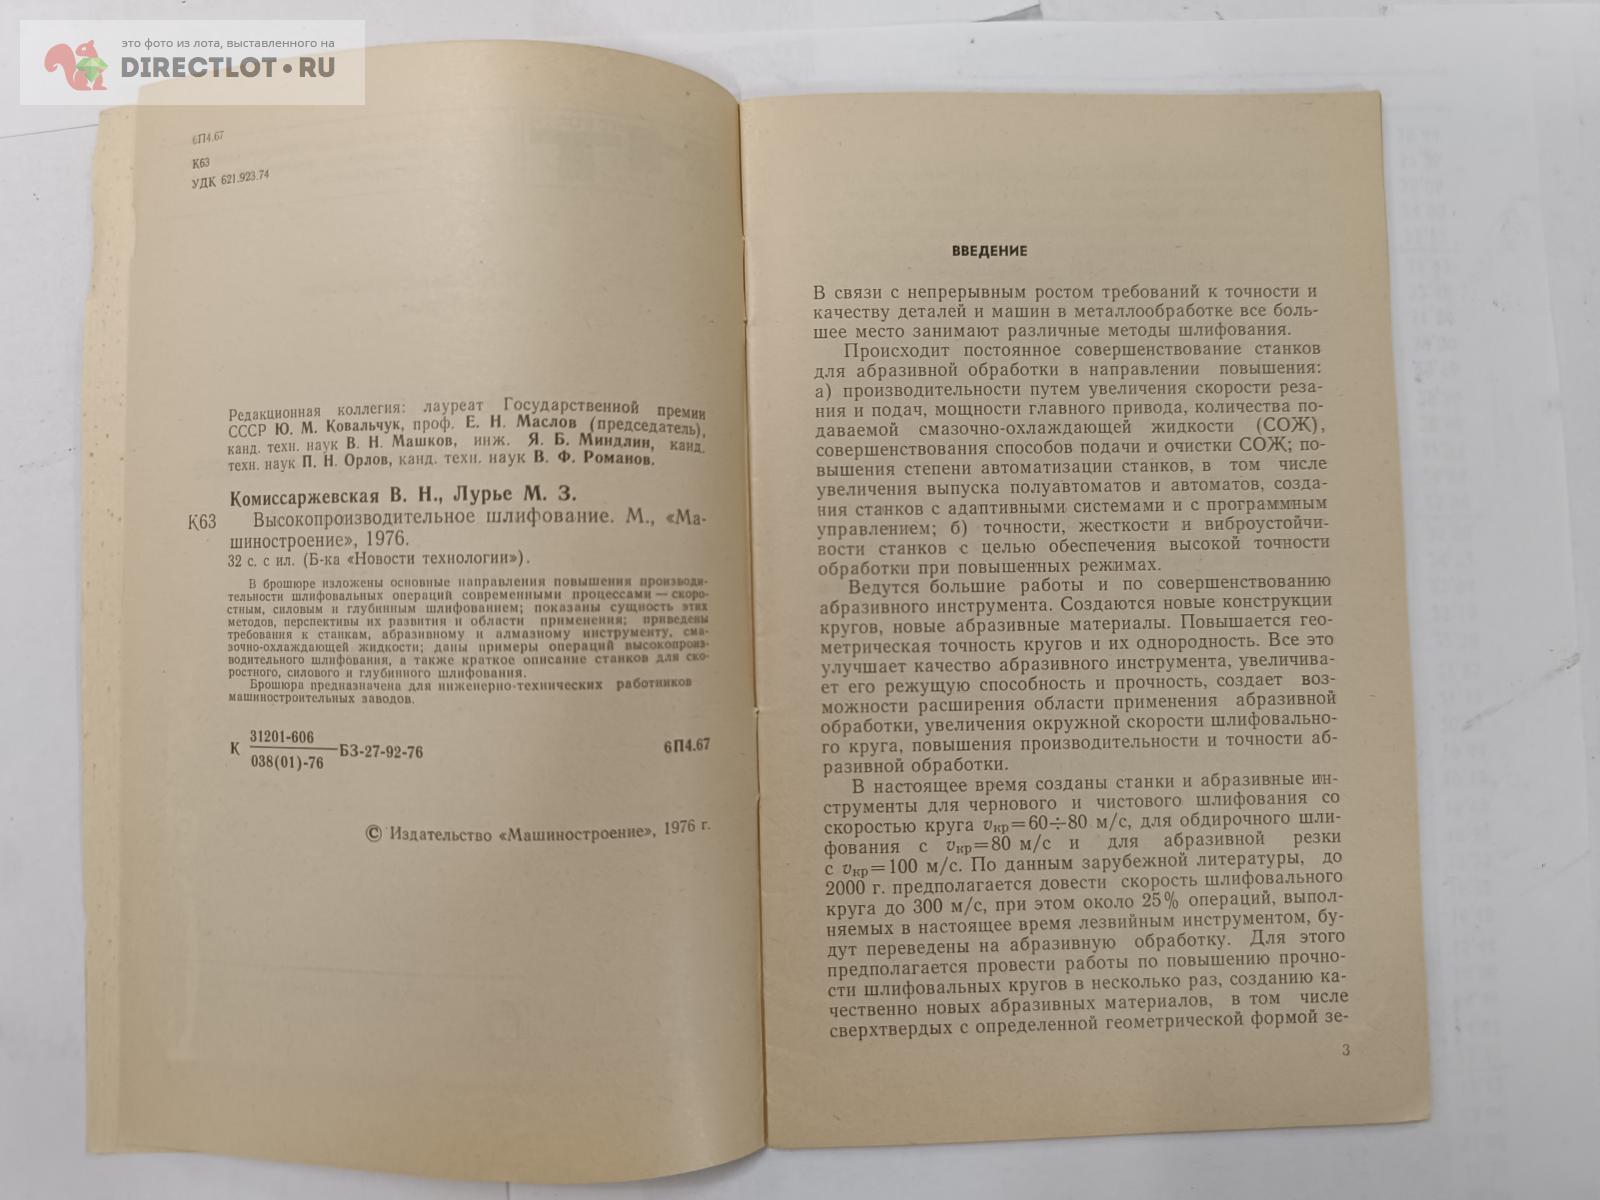 это фото из лота, выставленного на
DIRECTLOT • RU
6П4.67
К63
УДК 621.923.74
Редакционная коллегия: лауреат Государственной премии
СССР Ю. М. Ковальчук, проф. Е. Н. Маслов (председатель),
канд. техн. наук В. Н. Машков, инж. Я. Б. Миндлин, канд.
техн. наук П. Н. Орлов, канд. техн. наук В. Ф. Романов.
Комиссаржевская В. Н., Лурье М. З.
К63 Высокопроизводительное шлифование. М., «Ма-
шиностроение», 1976.
32 с. с ил. (Б-ка «Новости технологии»).
В брошюре изложены основные направления повышения производи-
тельности шлифовальных операций современными процессами — скоро-
стным, силовым и глубинным шлифованием; показаны сущность этих
методов, перспективы их развития и области применения; приведены
требования к станкам, абразивному и алмазному инструменту, сма-
зочно-охлаждающей жидкости; даны примеры операций высокопроиз-
водительного шлифования, а также краткое описание станков для ско-
ростного, силового и глубинного шлифования.
Брошюра предназначена для инженерно-технических работников
машиностроительных заводов.
К 31201-606
038(01)-76 БЗ-27-92-76 6П4.67
© Издательство «Машиностроение», 1976 г.
ВВЕДЕНИЕ
В связи с непрерывным ростом требований к точности и
качеству деталей и машин в металлообработке все боль-
шее место занимают различные методы шлифования.
Происходит постоянное совершенствование станков
для абразивной обработки в направлении повышения:
а) производительности путем увеличения скорости реза-
ния и подач, мощности главного привода, количества по-
даваемой смазочно-охлаждающей жидкости (СОЖ),
совершенствования способов подачи и очистки СОЖ; по-
вышения степени автоматизации станков, в том числе
увеличения выпуска полуавтоматов и автоматов, созда-
ния станков с адаптивными системами и с программным
управлением; б) точности, жесткости и виброустойчи-
вости станков с целью обеспечения высокой точности
обработки при повышенных режимах.
Ведутся большие работы и по совершенствованию
абразивного инструмента. Создаются новые конструкции
кругов, новые абразивные материалы. Повышается гео-
метрическая точность кругов и их однородность. Все это
улучшает качество абразивного инструмента, увеличива-
ет его режущую способность и прочность, создает воз-
можности расширения области применения абразивной
обработки, увеличения окружной скорости шлифовально-
го круга, повышения производительности и точности аб-
разивной обработки.
В настоящее время созданы станки и абразивные ин-
струменты для чернового и чистового шлифования со
скоростью круга vкр=60÷80 м/с, для обдирочного шли-
фования с vкр=80 м/с и для абразивной резки
с vкр=100 м/с. По данным зарубежной литературы, до
2000 г. предполагается довести скорость шлифовального
круга до 300 м/с, при этом около 25% операций, выпол-
няемых в настоящее время лезвийным инструментом, бу-
дут переведены на абразивную обработку. Для этого
предполагается провести работы по повышению прочно-
сти шлифовальных кругов в несколько раз, созданию ка-
чественно новых абразивных материалов, в том числе
сверхтвердых с определенной геометрической формой зе-
3